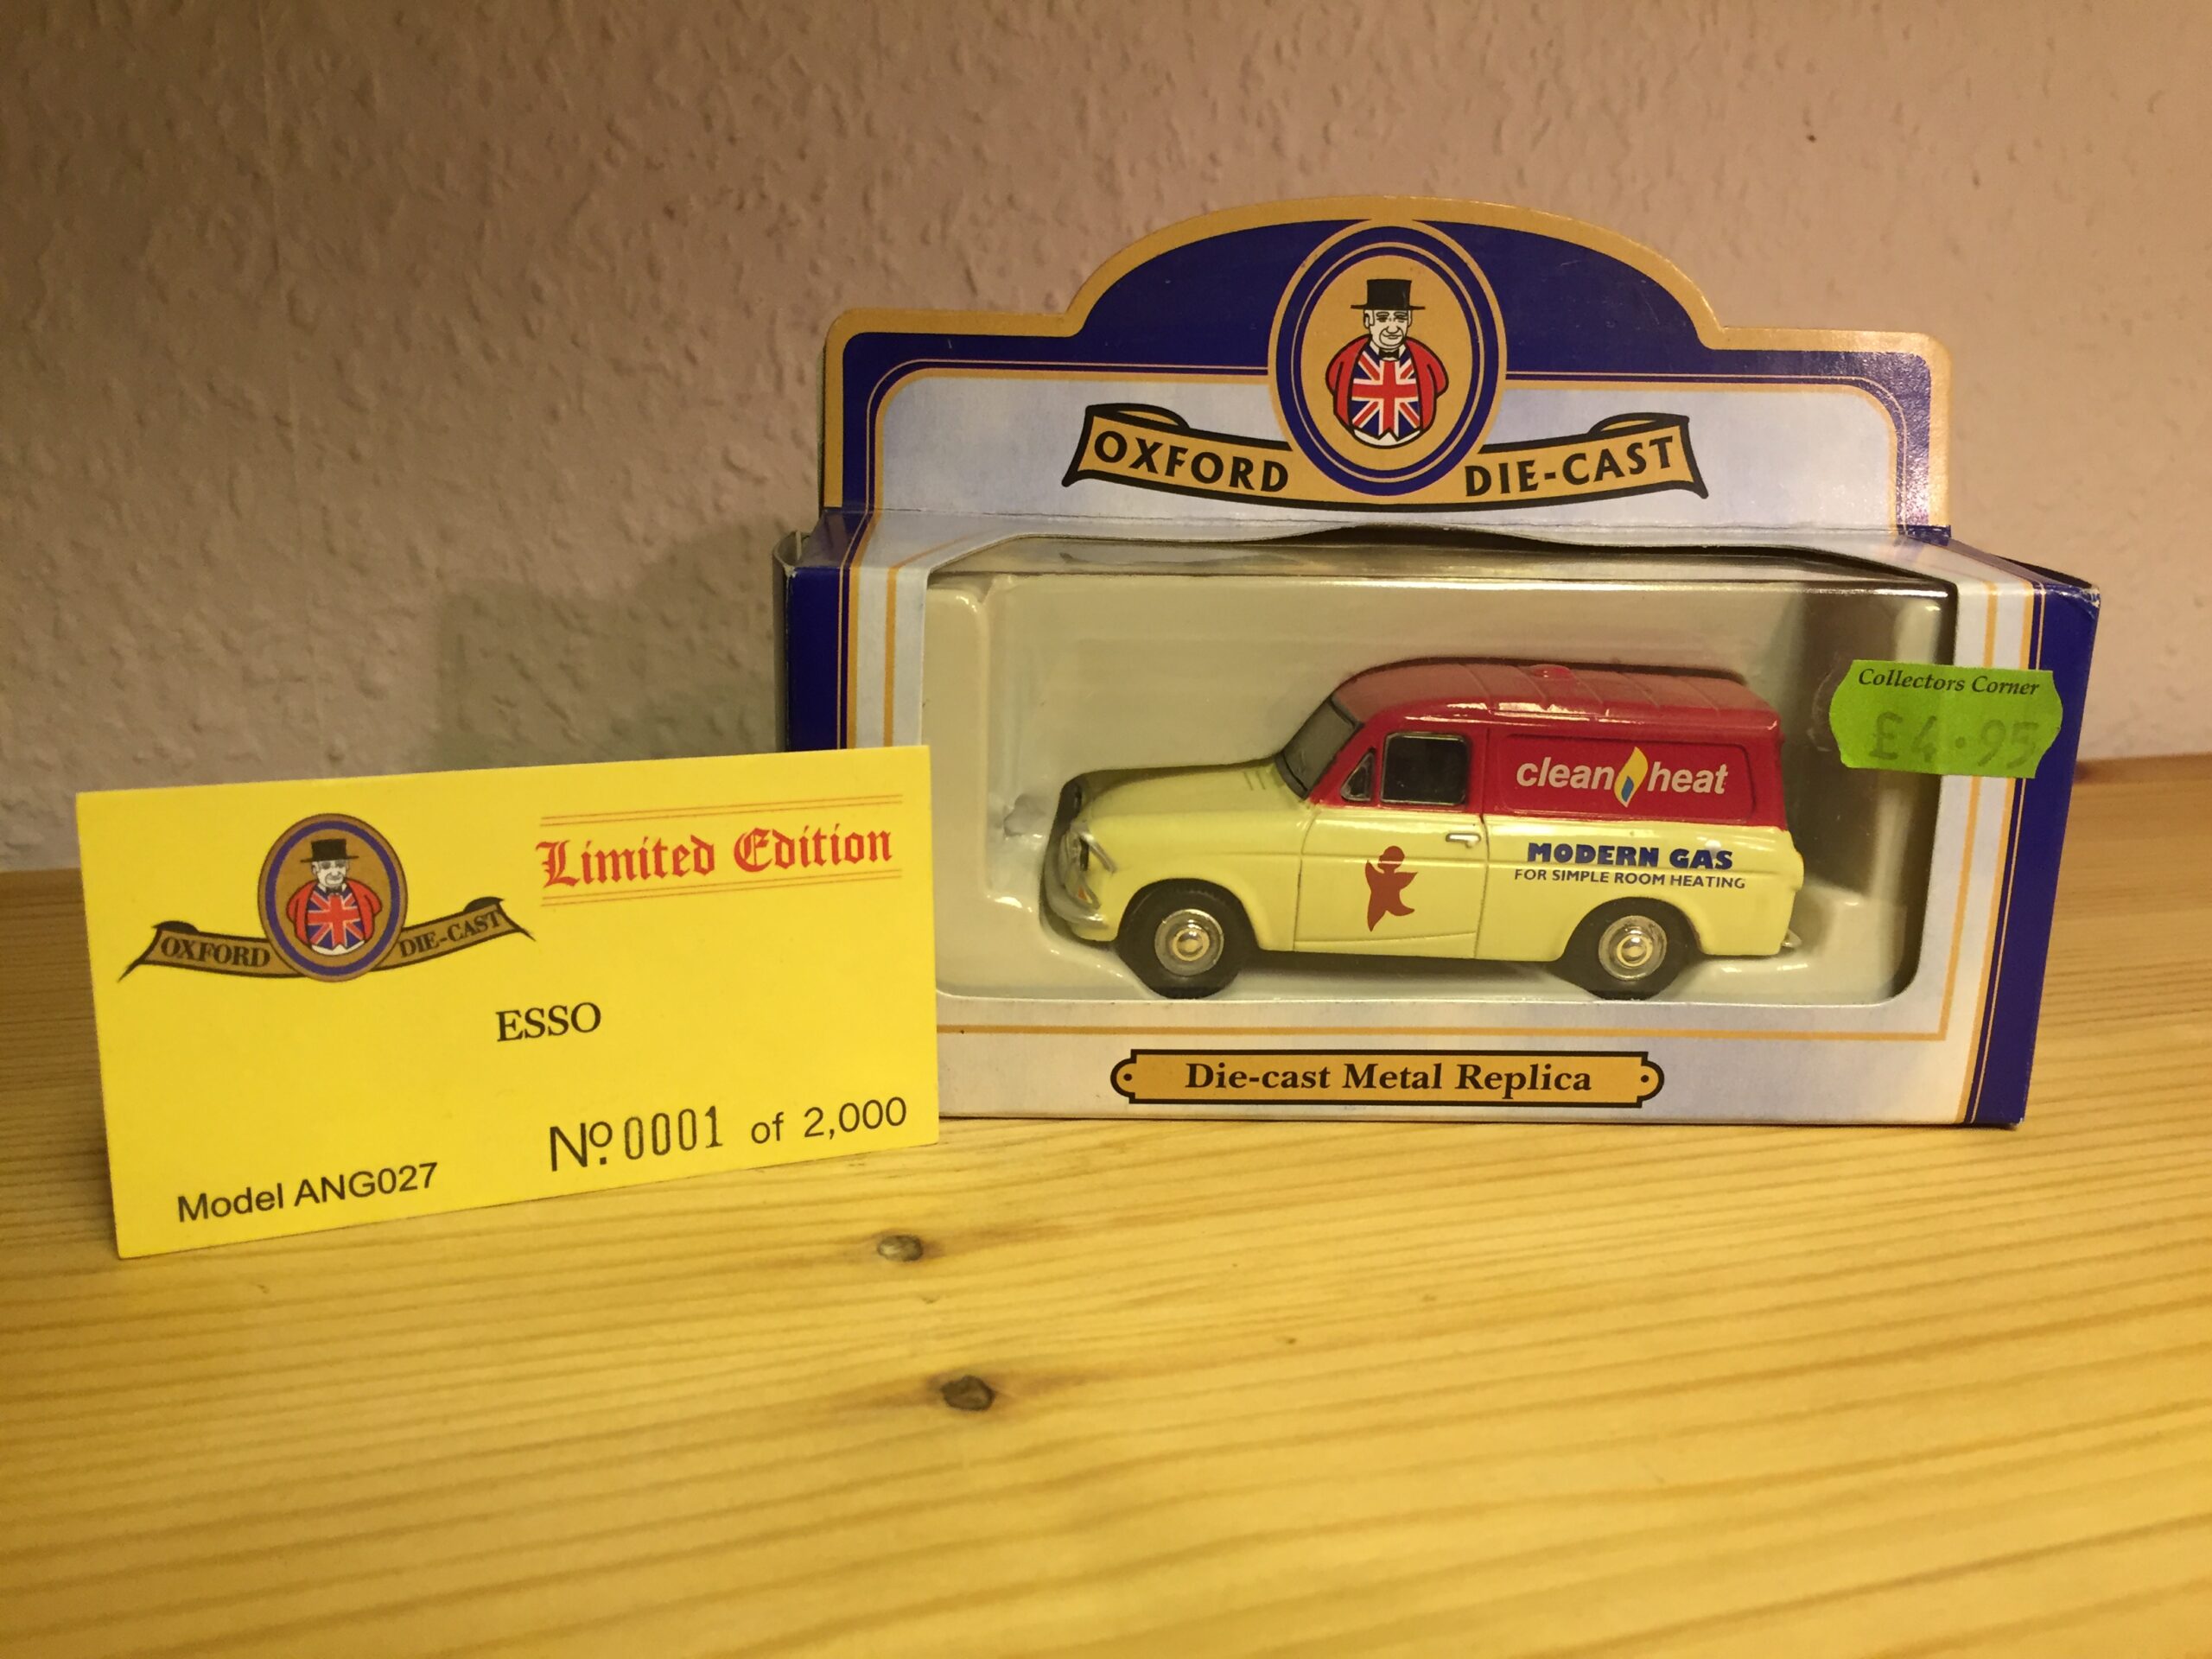 OXFORD DIE-CAST
Collectors Corner
£4.95
clean heat
MODERN GAS
FOR SIMPLE ROOM HEATING
Die-cast Metal Replica
Limited Edition
OXFORD DIE-CAST
ESSO
Nº. 0001 of 2,000
Model ANG027